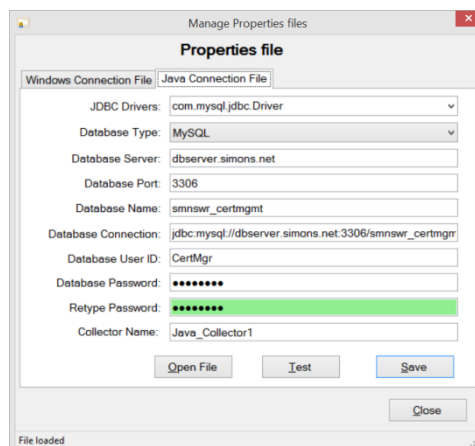 Manage Properties files
Properties file
Windows Connection File Java Connection File
JDBC Drivers: com.mysql.jdbc.Driver
Database Type: MySQL
Database Server: dbserver.simons.net
Database Port: 3306
Database Name: smnswr_certmgmt
Database Connection: jdbc:mysql://dbserver.simons.net:3306/smnswr_certmgm
Database User ID: CertMgr
Database Password: ●●●●●●●●
Retype Password: ●●●●●●●●
Collector Name: Java_Collector1
Open File Test Save
Close
File loaded